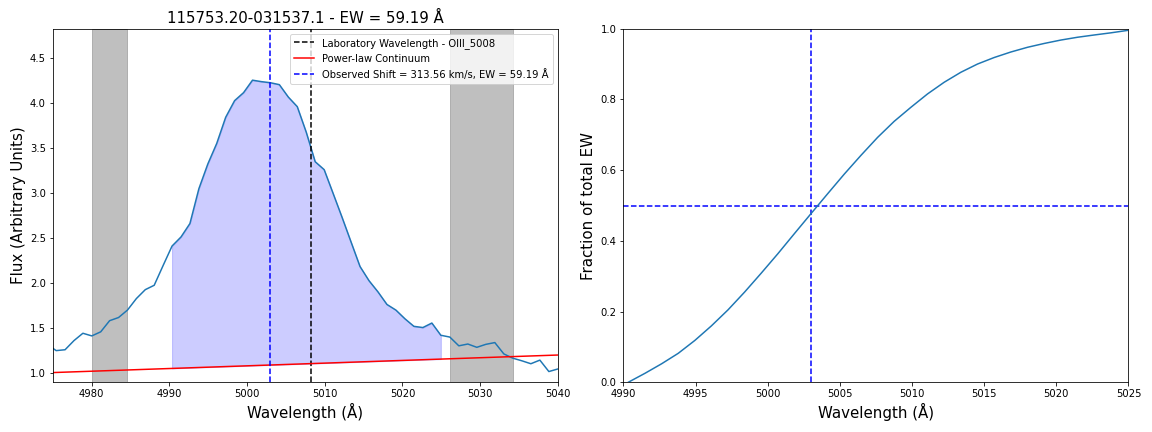 115753.20-031537.1 - EW = 59.19 Å
Laboratory Wavelength - OIII_5008
Power-law Continuum
Observed Shift = 313.56 km/s, EW = 59.19 Å
Flux (Arbitrary Units)
4.5
4.0
3.5
3.0
2.5
2.0
1.5
1.0
4980 4990 5000 5010 5020 5030 5040
Wavelength (Å)
Fraction of total EW
1.0
0.8
0.6
0.4
0.2
0.0
4990 4995 5000 5005 5010 5015 5020 5025
Wavelength (Å)